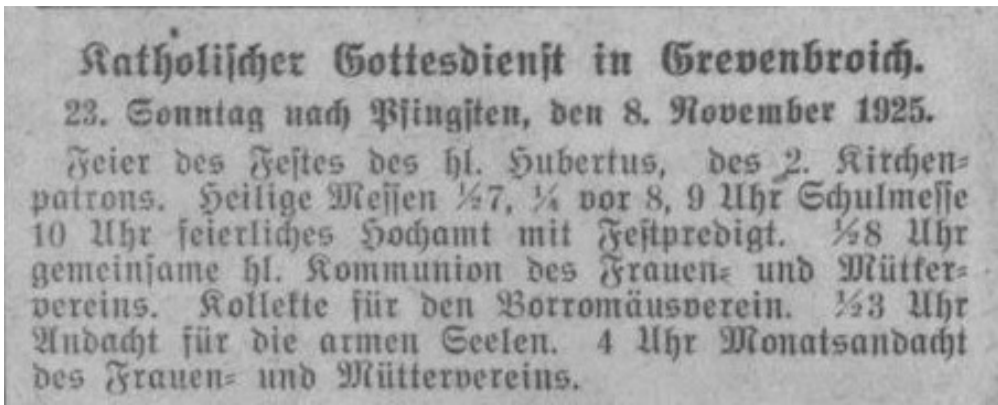 Katholischer Gottesdienst in Grevenbroich.
23. Sonntag nach Pfingsten, den 8. November 1925.
Feier des Festes des hl. Hubertus, des 2. Kirchen-
patrons. Heilige Messen ½7, ¼ vor 8, 9 Uhr Schulmesse
10 Uhr feierliches Hochamt mit Festpredigt. ½8 Uhr
gemeinsame hl. Kommunion des Frauen- und Mütter-
vereins. Kollekte für den Borromäusverein. ½3 Uhr
Andacht für die armen Seelen. 4 Uhr Monatsandacht
des Frauen- und Müttervereins.